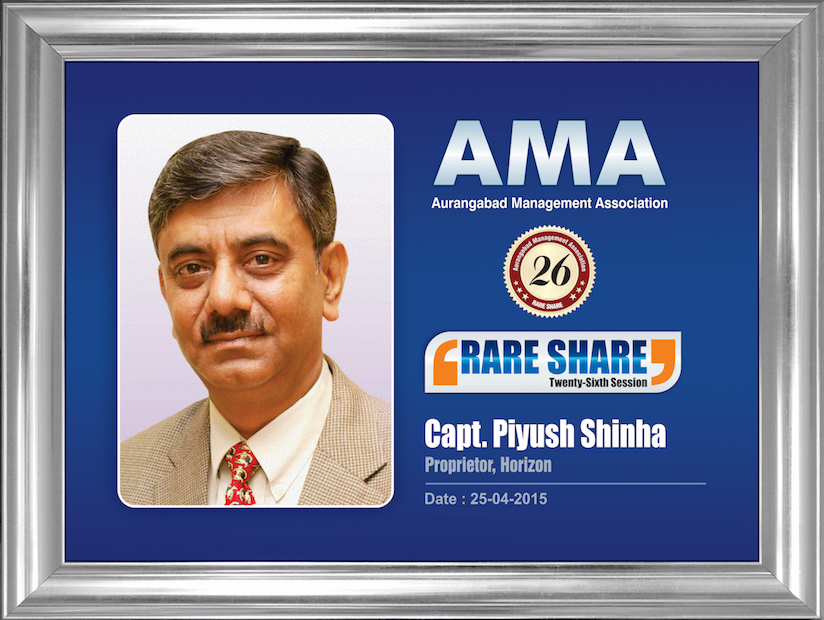 AMA
Aurangabad Management Association
Aurangabad Management Association
26
RARE SHARE
RARE SHARE
Twenty-Sixth Session
Capt. Piyush Shinha
Proprietor, Horizon
Date : 25-04-2015